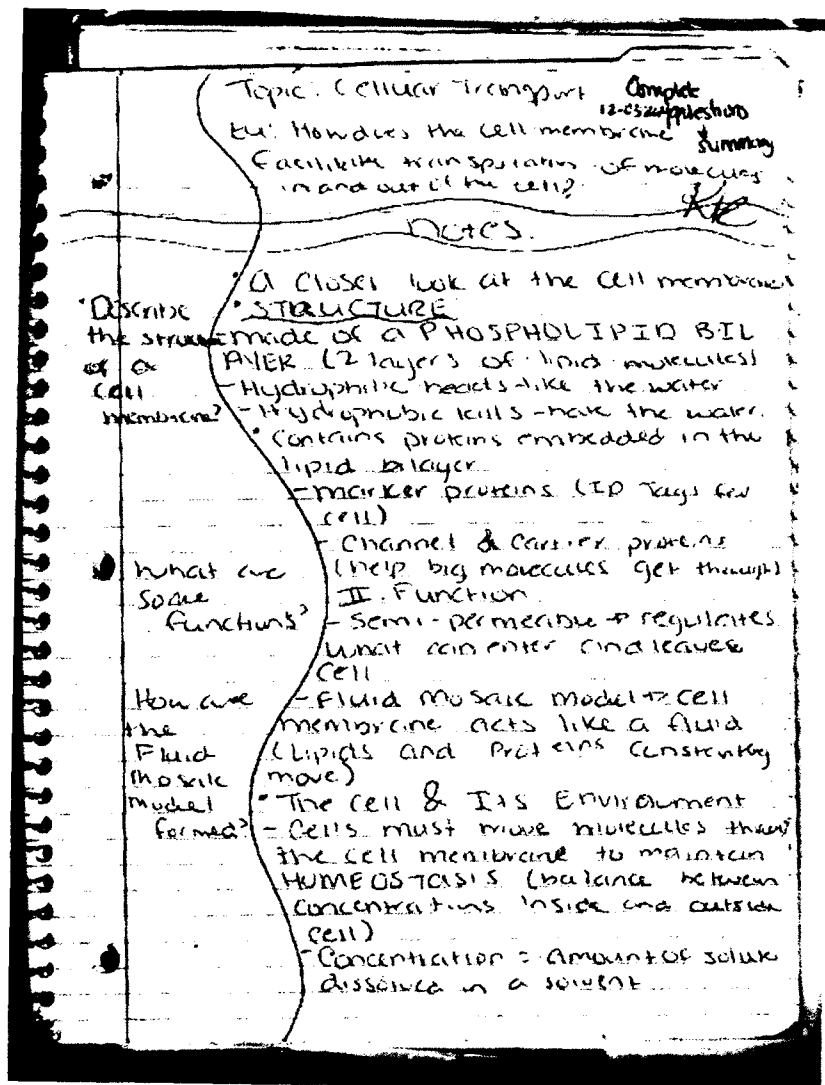 Topic: Cellular Transport
Complete
questions
&
summary
EU: How does the cell membrane
facilitate transportation of molecules
in and out of the cell?
Notes.
• A closer look at the cell membrane
• STRUCTURE
• Describe
the structure
of a
cell
membrane?
made of a PHOSPHOLIPID BIL
AYER (2 layers of lipid molecules)
- Hydrophilic heads-like the water
- Hydrophobic tails-hate the water.
• Contains proteins embedded in the
lipid bilayer
- marker proteins (ID Tags for
cell)
- Channel & Carrier proteins
(help big molecules get through)
What are
some
functions?
II. Function
- Semi-permeable → regulates
what can enter and leaves
cell
How are
the
Fluid
Mosaic
model
formed?
- Fluid Mosaic Model → cell
membrane acts like a fluid
(Lipids and Proteins constantly
move)
• The Cell & Its Enviroument
- Cells must move molecules through
the cell membrane to maintain
HOMEOSTASIS (balance between
concentrations inside and outside
cell)
- Concentration = Amount of solute
dissolved in a solvent